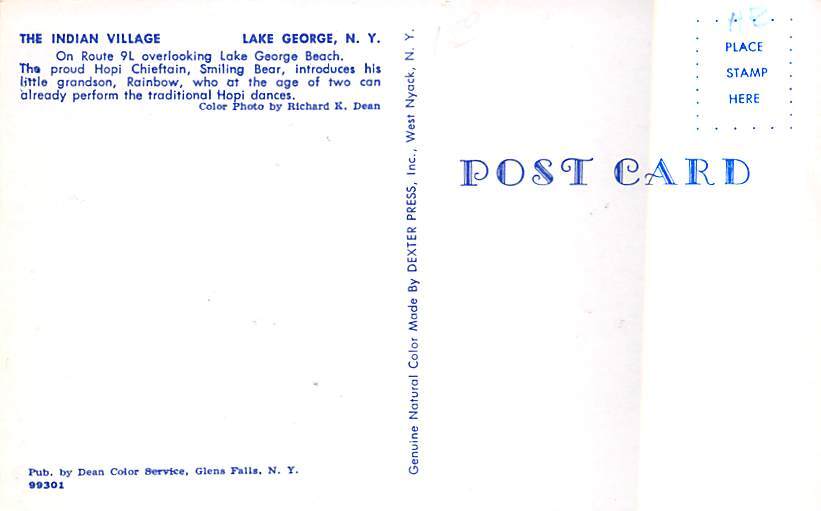 THE INDIAN VILLAGE LAKE GEORGE, N. Y.
On Route 9L overlooking Lake George Beach.
The proud Hopi Chieftain, Smiling Bear, introduces his
little grandson, Rainbow, who at the age of two can
already perform the traditional Hopi dances.
Color Photo by Richard K. Dean
Pub. by Dean Color Service, Glens Falls, N. Y.
99301
Genuine Natural Color Made By DEXTER PRESS, Inc., West Nyack, N. Y.
PLACE
STAMP
HERE
POST CARD